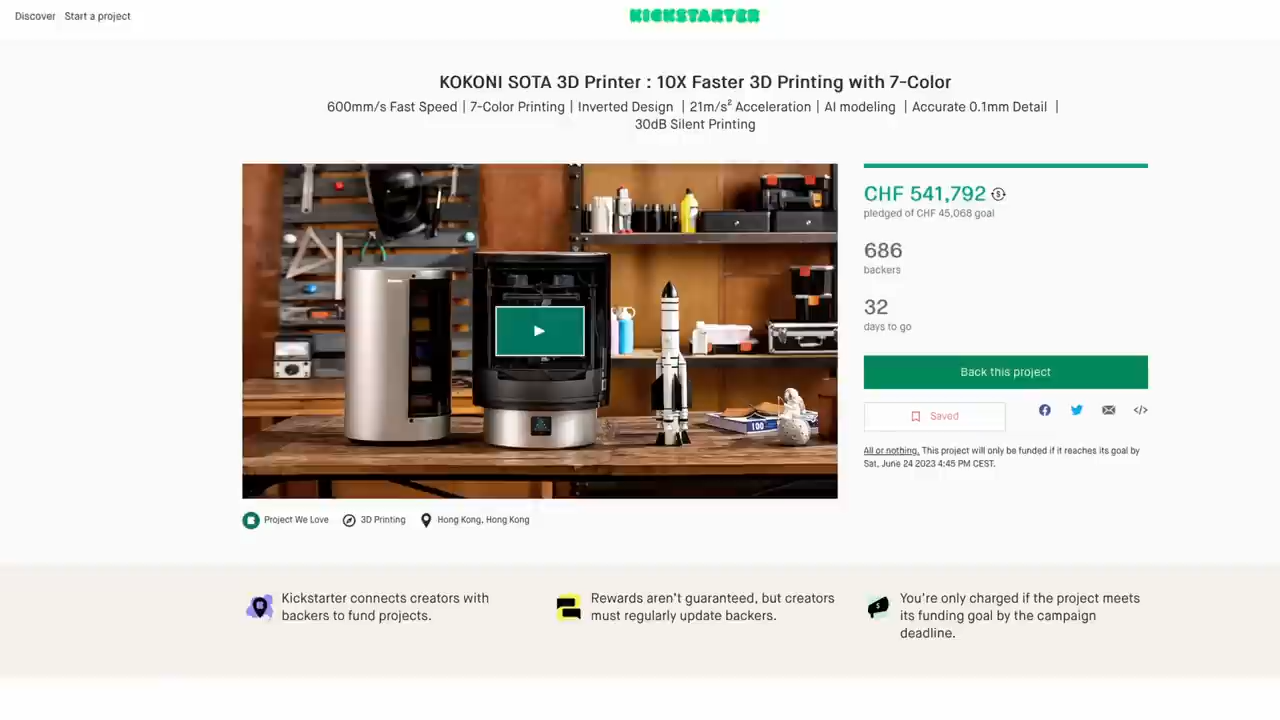 Discover Start a project
KICKSTARTER
KOKONI SOTA 3D Printer : 10X Faster 3D Printing with 7-Color
600mm/s Fast Speed | 7-Color Printing | Inverted Design | 21m/s² Acceleration | AI modeling | Accurate 0.1mm Detail |
30dB Silent Printing
CHF 541,792
pledged of CHF 45,068 goal
686
backers
32
days to go
Back this project
Saved
All or nothing. This project will only be funded if it reaches its goal by
Sat, June 24 2023 4:45 PM CEST.
100
Project We Love 3D Printing Hong Kong, Hong Kong
Kickstarter connects creators with
backers to fund projects.
Rewards aren't guaranteed, but creators
must regularly update backers.
You're only charged if the project meets
its funding goal by the campaign
deadline.